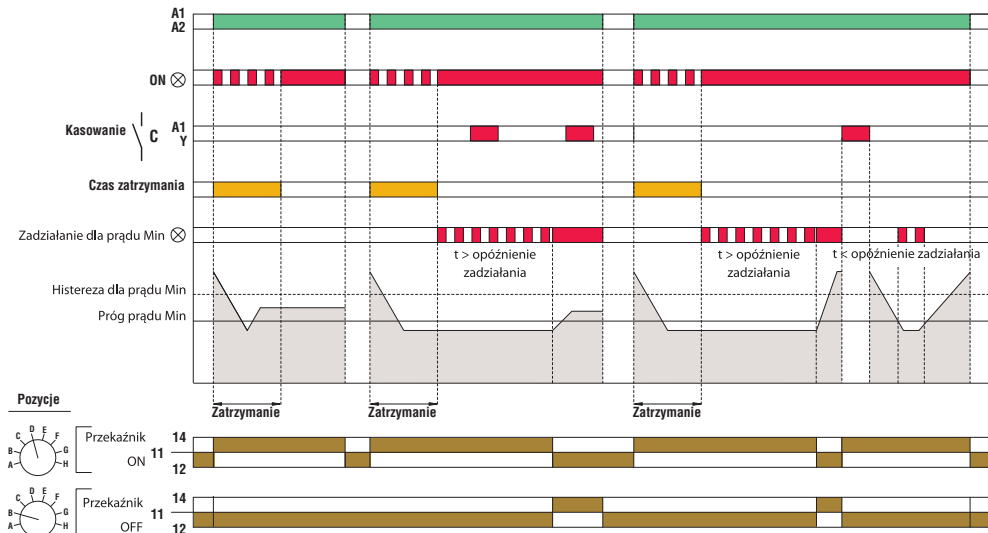 A1
A2
ON
Kasowanie C A1
Y
Czas zatrzymania
Zadziałanie dla prądu Min
t > opóźnienie zadziałania
t > opóźnienie zadziałania
t < opóźnienie zadziałania
Histereza dla prądu Min
Próg prądu Min
Zatrzymanie
Zatrzymanie
Zatrzymanie
Pozycje
A B C D E F G H
Przekaźnik
ON
14
11
12
A B C D E F G H
Przekaźnik
OFF
14
11
12